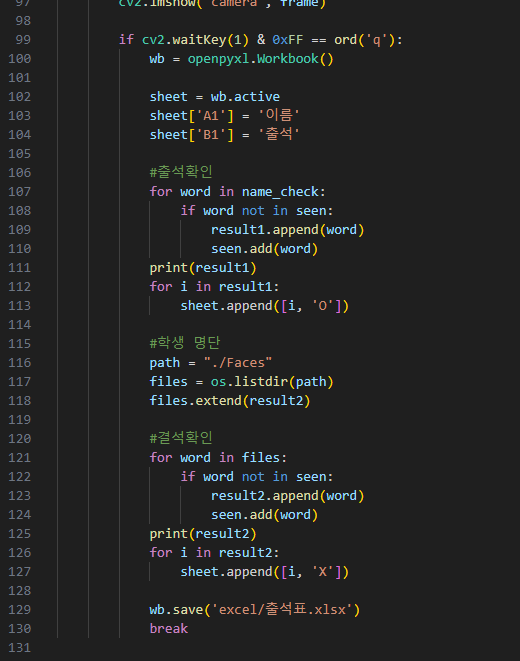 97 cv2.imshow('camera', frame)
98
99 if cv2.waitKey(1) & 0xFF == ord('q'):
100 wb = openpyxl.Workbook()
101
102 sheet = wb.active
103 sheet['A1'] = '이름'
104 sheet['B1'] = '출석'
105
106 #출석확인
107 for word in name_check:
108 if word not in seen:
109 result1.append(word)
110 seen.add(word)
111 print(result1)
112 for i in result1:
113 sheet.append([i, 'O'])
114
115 #학생 명단
116 path = "./Faces"
117 files = os.listdir(path)
118 files.extend(result2)
119
120 #결석확인
121 for word in files:
122 if word not in seen:
123 result2.append(word)
124 seen.add(word)
125 print(result2)
126 for i in result2:
127 sheet.append([i, 'X'])
128
129 wb.save('excel/출석표.xlsx')
130 break
131